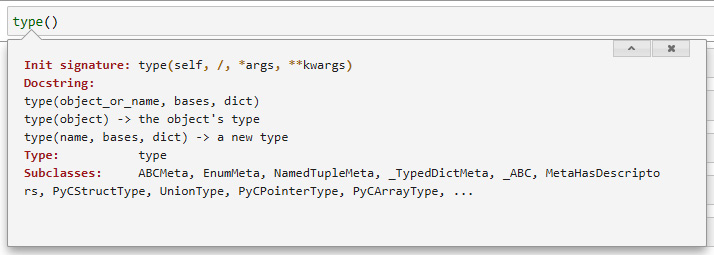 type()
Init signature: type(self, /, *args, **kwargs)
Docstring:
type(object_or_name, bases, dict)
type(object) -> the object's type
type(name, bases, dict) -> a new type
Type:           type
Subclasses:     ABCMeta, EnumMeta, NamedTupleMeta, _TypedDictMeta, _ABC, MetaHasDescripto
rs, PyCStructType, UnionType, PyCPointerType, PyCArrayType, ...